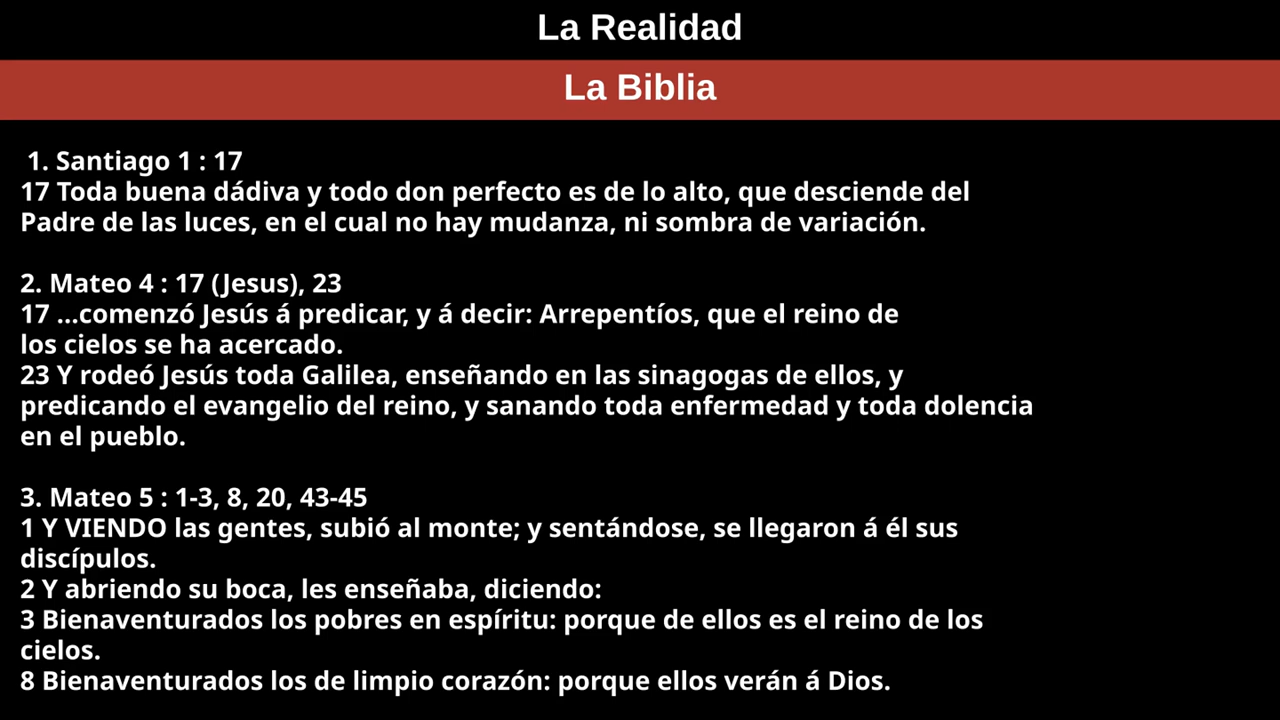 La Realidad
La Biblia
1. Santiago 1 : 17
17 Toda buena dádiva y todo don perfecto es de lo alto, que desciende del
Padre de las luces, en el cual no hay mudanza, ni sombra de variación.
2. Mateo 4 : 17 (Jesus), 23
17 ...comenzó Jesús á predicar, y á decir: Arrepentíos, que el reino de
los cielos se ha acercado.
23 Y rodeó Jesús toda Galilea, enseñando en las sinagogas de ellos, y
predicando el evangelio del reino, y sanando toda enfermedad y toda dolencia
en el pueblo.
3. Mateo 5 : 1-3, 8, 20, 43-45
1 Y VIENDO las gentes, subió al monte; y sentándose, se llegaron á él sus
discípulos.
2 Y abriendo su boca, les enseñaba, diciendo:
3 Bienaventurados los pobres en espíritu: porque de ellos es el reino de los
cielos.
8 Bienaventurados los de limpio corazón: porque ellos verán á Dios.